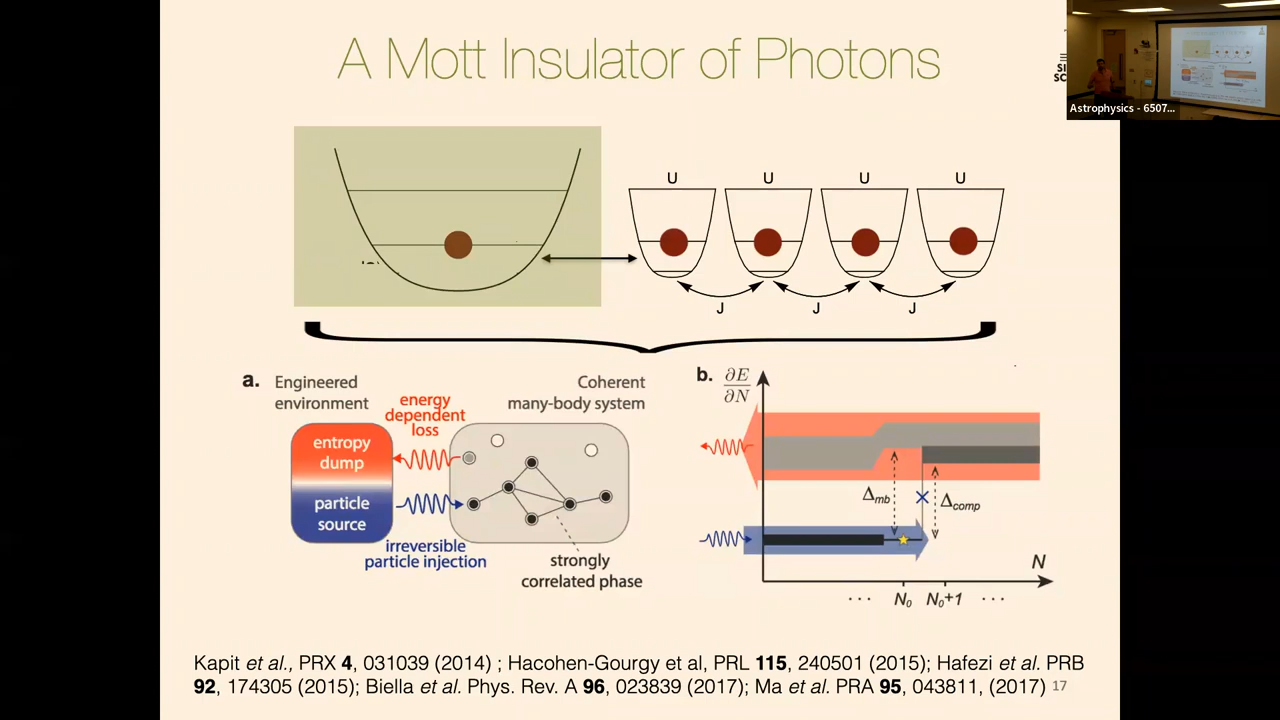 A Mott Insulator of Photons
SI
SC
Astrophysics - 6507...
U U U U
J J J
a. Engineered environment
energy dependent loss
Coherent many-body system
entropy dump
particle source
irreversible particle injection
strongly correlated phase
b. ∂E/∂N
Δmb
Δcomp
N
... N₀ N₀+1 ...
Kapit et al., PRX 4, 031039 (2014) ; Hacohen-Gourgy et al, PRL 115, 240501 (2015); Hafezi et al. PRB
92, 174305 (2015); Biella et al. Phys. Rev. A 96, 023839 (2017); Ma et al. PRA 95, 043811, (2017) 17